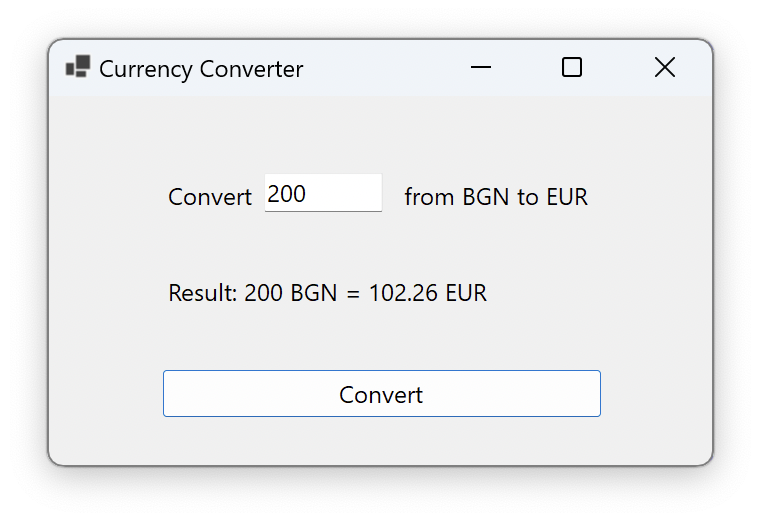 Currency Converter
Convert 200 from BGN to EUR
Result: 200 BGN = 102.26 EUR
Convert